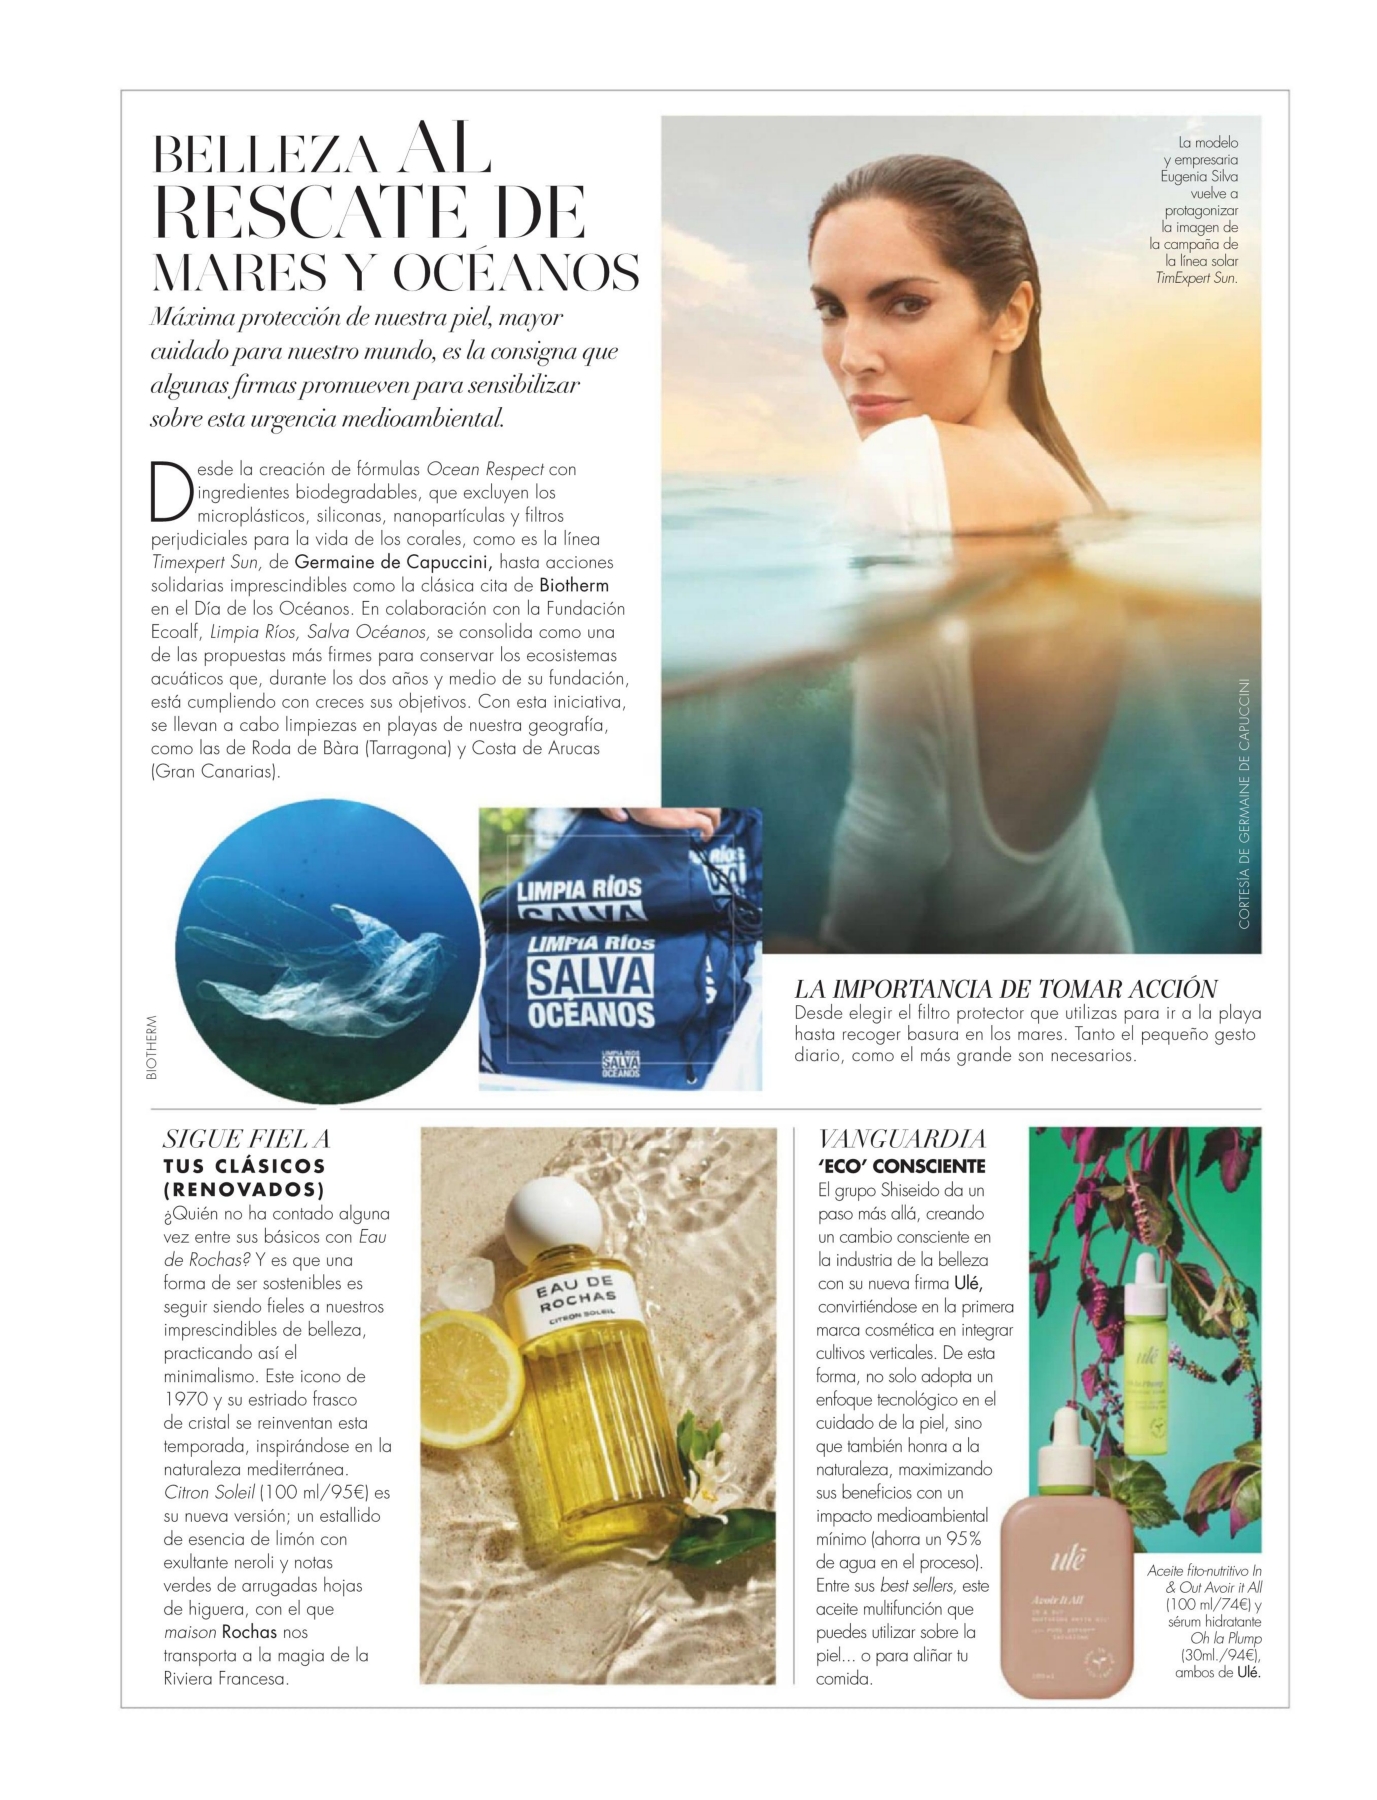 BELLEZA AL
RESCATE DE
MARES Y OCÉANOS
Máxima protección de nuestra piel, mayor
cuidado para nuestro mundo, es la consigna que
algunas firmas promueven para sensibilizar
sobre esta urgencia medioambiental.
Desde la creación de fórmulas Ocean Respect con
ingredientes biodegradables, que excluyen los
microplásticos, siliconas, nanopartículas y filtros
perjudiciales para la vida de los corales, como es la línea
Timexpert Sun, de Germaine de Capuccini, hasta acciones
solidarias imprescindibles como la clásica cita de Biotherm
en el Día de los Océanos. En colaboración con la Fundación
Ecoalf, Limpia Ríos, Salva Océanos, se consolida como una
de las propuestas más firmes para conservar los ecosistemas
acuáticos que, durante los dos años y medio de su fundación,
está cumpliendo con creces sus objetivos. Con esta iniciativa,
se llevan a cabo limpiezas en playas de nuestra geografía,
como las de Roda de Bàra (Tarragona) y Costa de Arucas
(Gran Canarias).
La modelo
y empresaria
Eugenia Silva
vuelve a
protagonizar
la imagen de
la campaña de
la línea solar
TimExpert Sun.
CORTESÍA DE GERMAINE DE CAPUCCINI
BIOTHERM
RÍOS
LIMPIA RÍOS
SALVA
LIMPIA RÍOS
SALVA
OCÉANOS
LIMPIA RÍOS
SALVA
OCÉANOS
LA IMPORTANCIA DE TOMAR ACCIÓN
Desde elegir el filtro protector que utilizas para ir a la playa
hasta recoger basura en los mares. Tanto el pequeño gesto
diario, como el más grande son necesarios.
SIGUE FIEL A
TUS CLÁSICOS
(RENOVADOS)
¿Quién no ha contado alguna
vez entre sus básicos con Eau
de Rochas? Y es que una
forma de ser sostenibles es
seguir siendo fieles a nuestros
imprescindibles de belleza,
practicando así el
minimalismo. Este icono de
1970 y su estriado frasco
de cristal se reinventan esta
temporada, inspirándose en la
naturaleza mediterránea.
Citron Soleil (100 ml/95€) es
su nueva versión; un estallido
de esencia de limón con
exultante neroli y notas
verdes de arrugadas hojas
de higuera, con el que
maison Rochas nos
transporta a la magia de la
Riviera Francesa.
EAU DE
ROCHAS
CITRON SOLEIL
VANGUARDIA
‘ECO’ CONSCIENTE
El grupo Shiseido da un
paso más allá, creando
un cambio consciente en
la industria de la belleza
con su nueva firma Ulé,
convirtiéndose en la primera
marca cosmética en integrar
cultivos verticales. De esta
forma, no solo adopta un
enfoque tecnológico en el
cuidado de la piel, sino
que también honra a la
naturaleza, maximizando
sus beneficios con un
impacto medioambiental
mínimo (ahorra un 95%
de agua en el proceso).
Entre sus best sellers, este
aceite multifunción que
puedes utilizar sobre la
piel... o para aliñar tu
comida.
ulé
ulé
Avoir It All
Aceite fito-nutritivo In
& Out Avoir it All
(100 ml/74€) y
sérum hidratante
Oh la Plump
(30ml./94€),
ambos de Ulé.